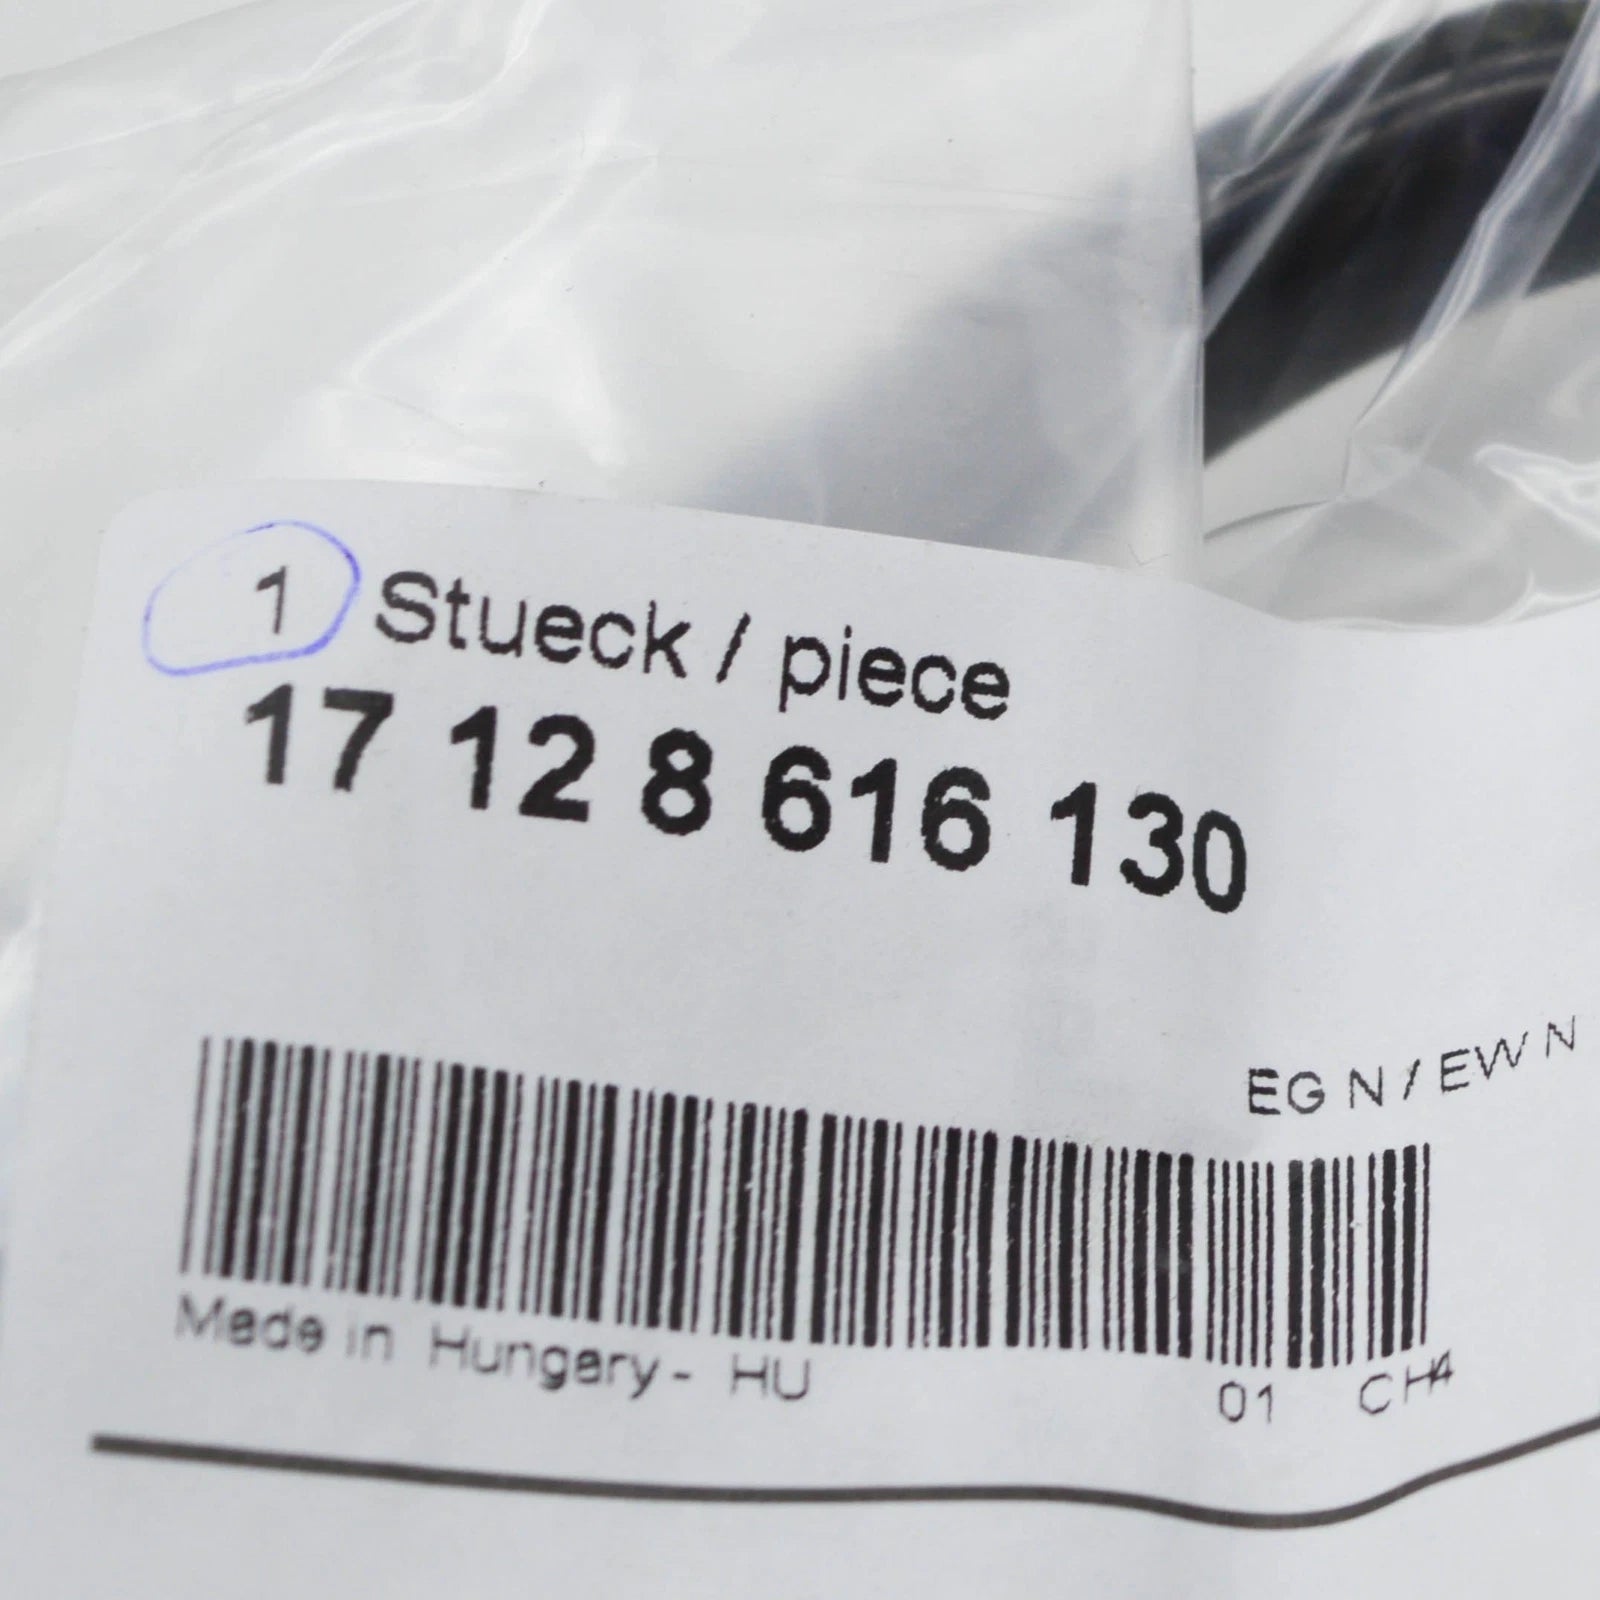 1 Stueck / piece
17 12 8 616 130
EG N / EW N
Made in Hungary - HU
01 CH4